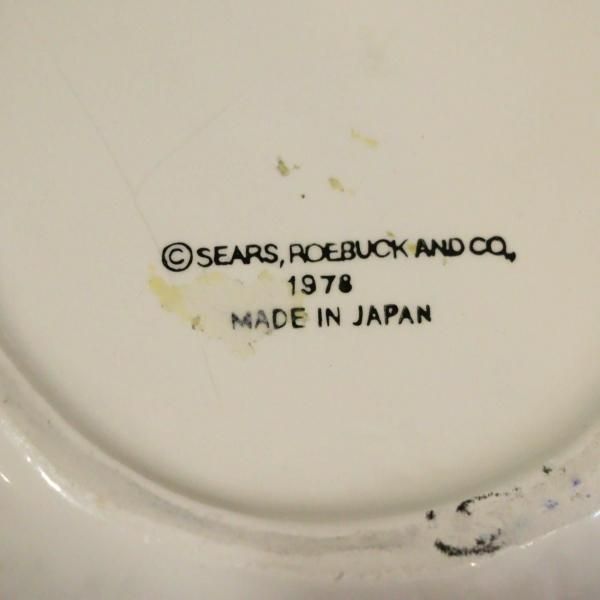 ©SEARS, ROEBUCK AND CO.,
1978
MADE IN JAPAN